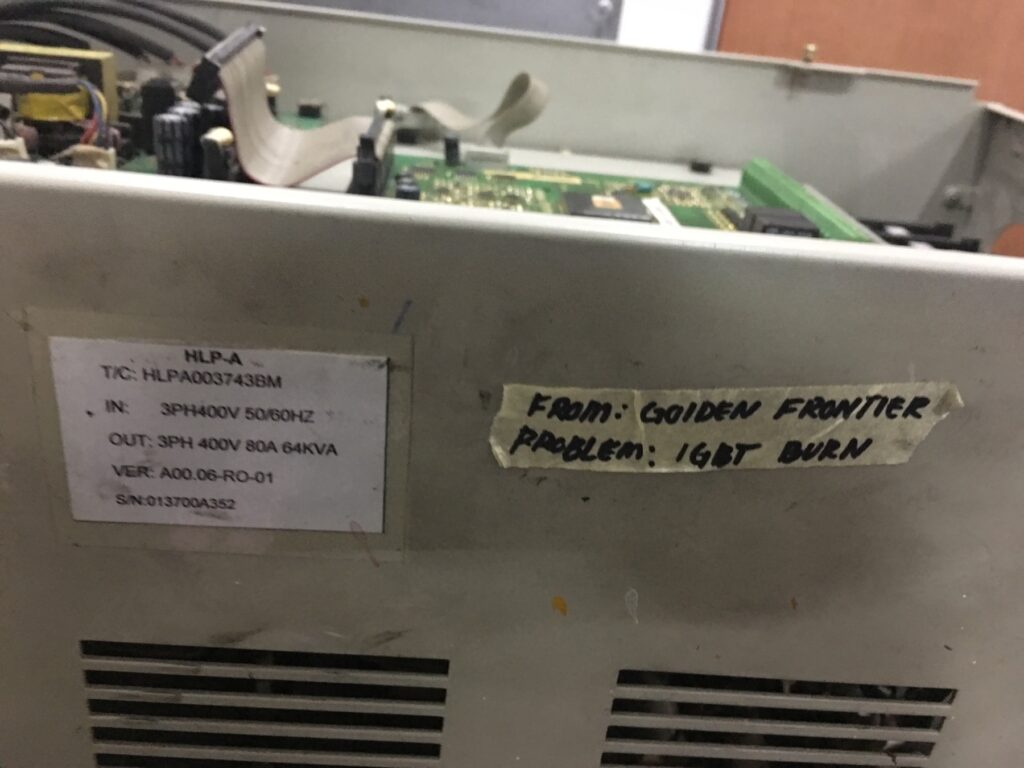 HLP-A
T/C: HLPA003743BM
IN: 3PH400V 50/60HZ
OUT: 3PH 400V 80A 64KVA
VER: A00.06-RO-01
S/N:013700A352
FROM: GOIDEN FRONTIER
PROBLEM: IGBT BURN